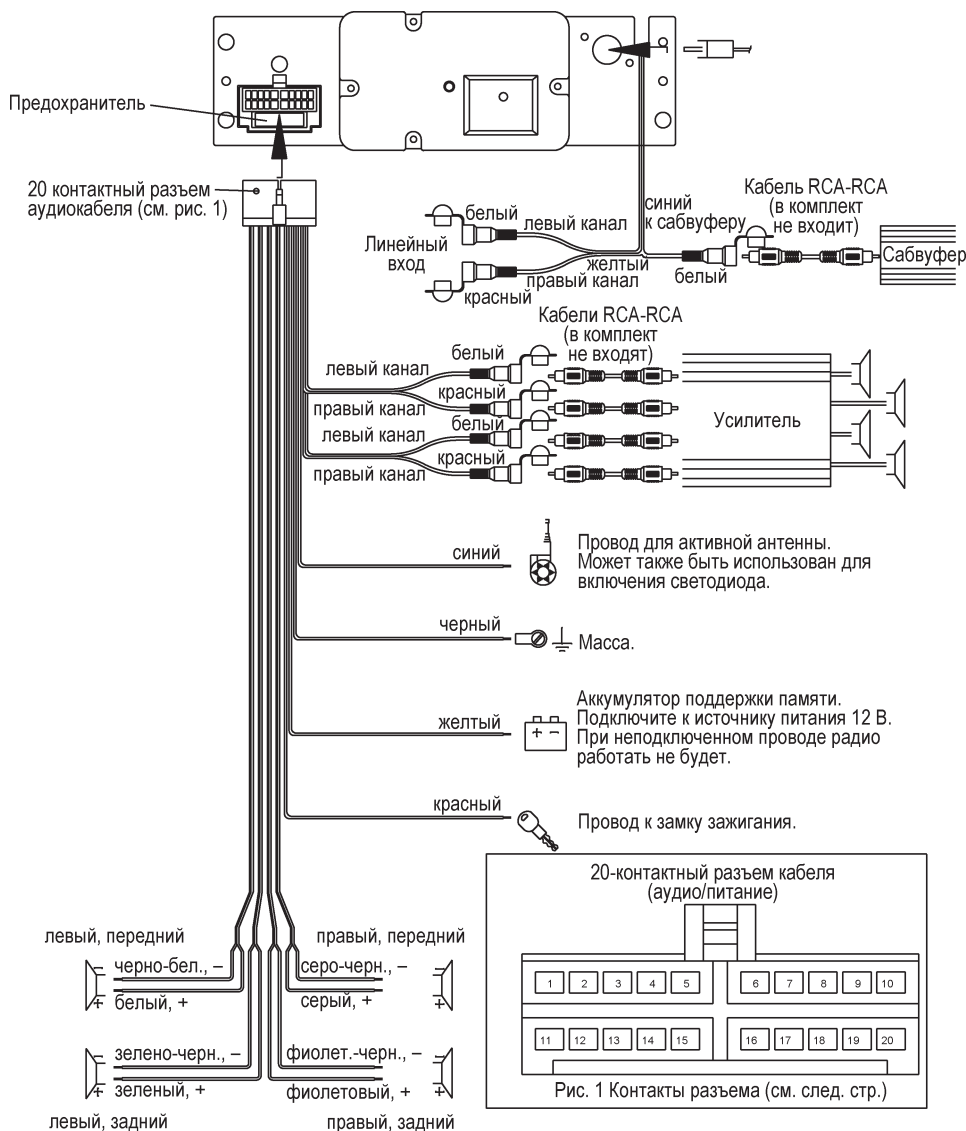 Предохранитель
20 контактный разъем
аудиокабеля (см. рис. 1)
белый
левый канал
Линейный
вход
желтый
правый канал
красный
синий
к сабвуферу
белый
Кабель RCA-RCA
(в комплект
не входит)
Сабвуфер
Кабели RCA-RCA
(в комплект
не входят)
белый
левый канал
красный
правый канал
белый
левый канал
красный
правый канал
Усилитель
синий
Провод для активной антенны.
Может также быть использован для
включения светодиода.
черный
Масса.
желтый
+ −
Аккумулятор поддержки памяти.
Подключите к источнику питания 12 В.
При неподключенном проводе радио
работать не будет.
красный
Провод к замку зажигания.
20-контактный разъем кабеля
(аудио/питание)
1 2 3 4 5 6 7 8 9 10
11 12 13 14 15 16 17 18 19 20
Рис. 1 Контакты разъема (см. след. стр.)
левый, передний
правый, передний
− черно-бел., −
серо-черн., − −
+ белый, +
серый, + +
− зелено-черн., −
фиолет.-черн., − −
+ зеленый, +
фиолетовый, + +
левый, задний
правый, задний